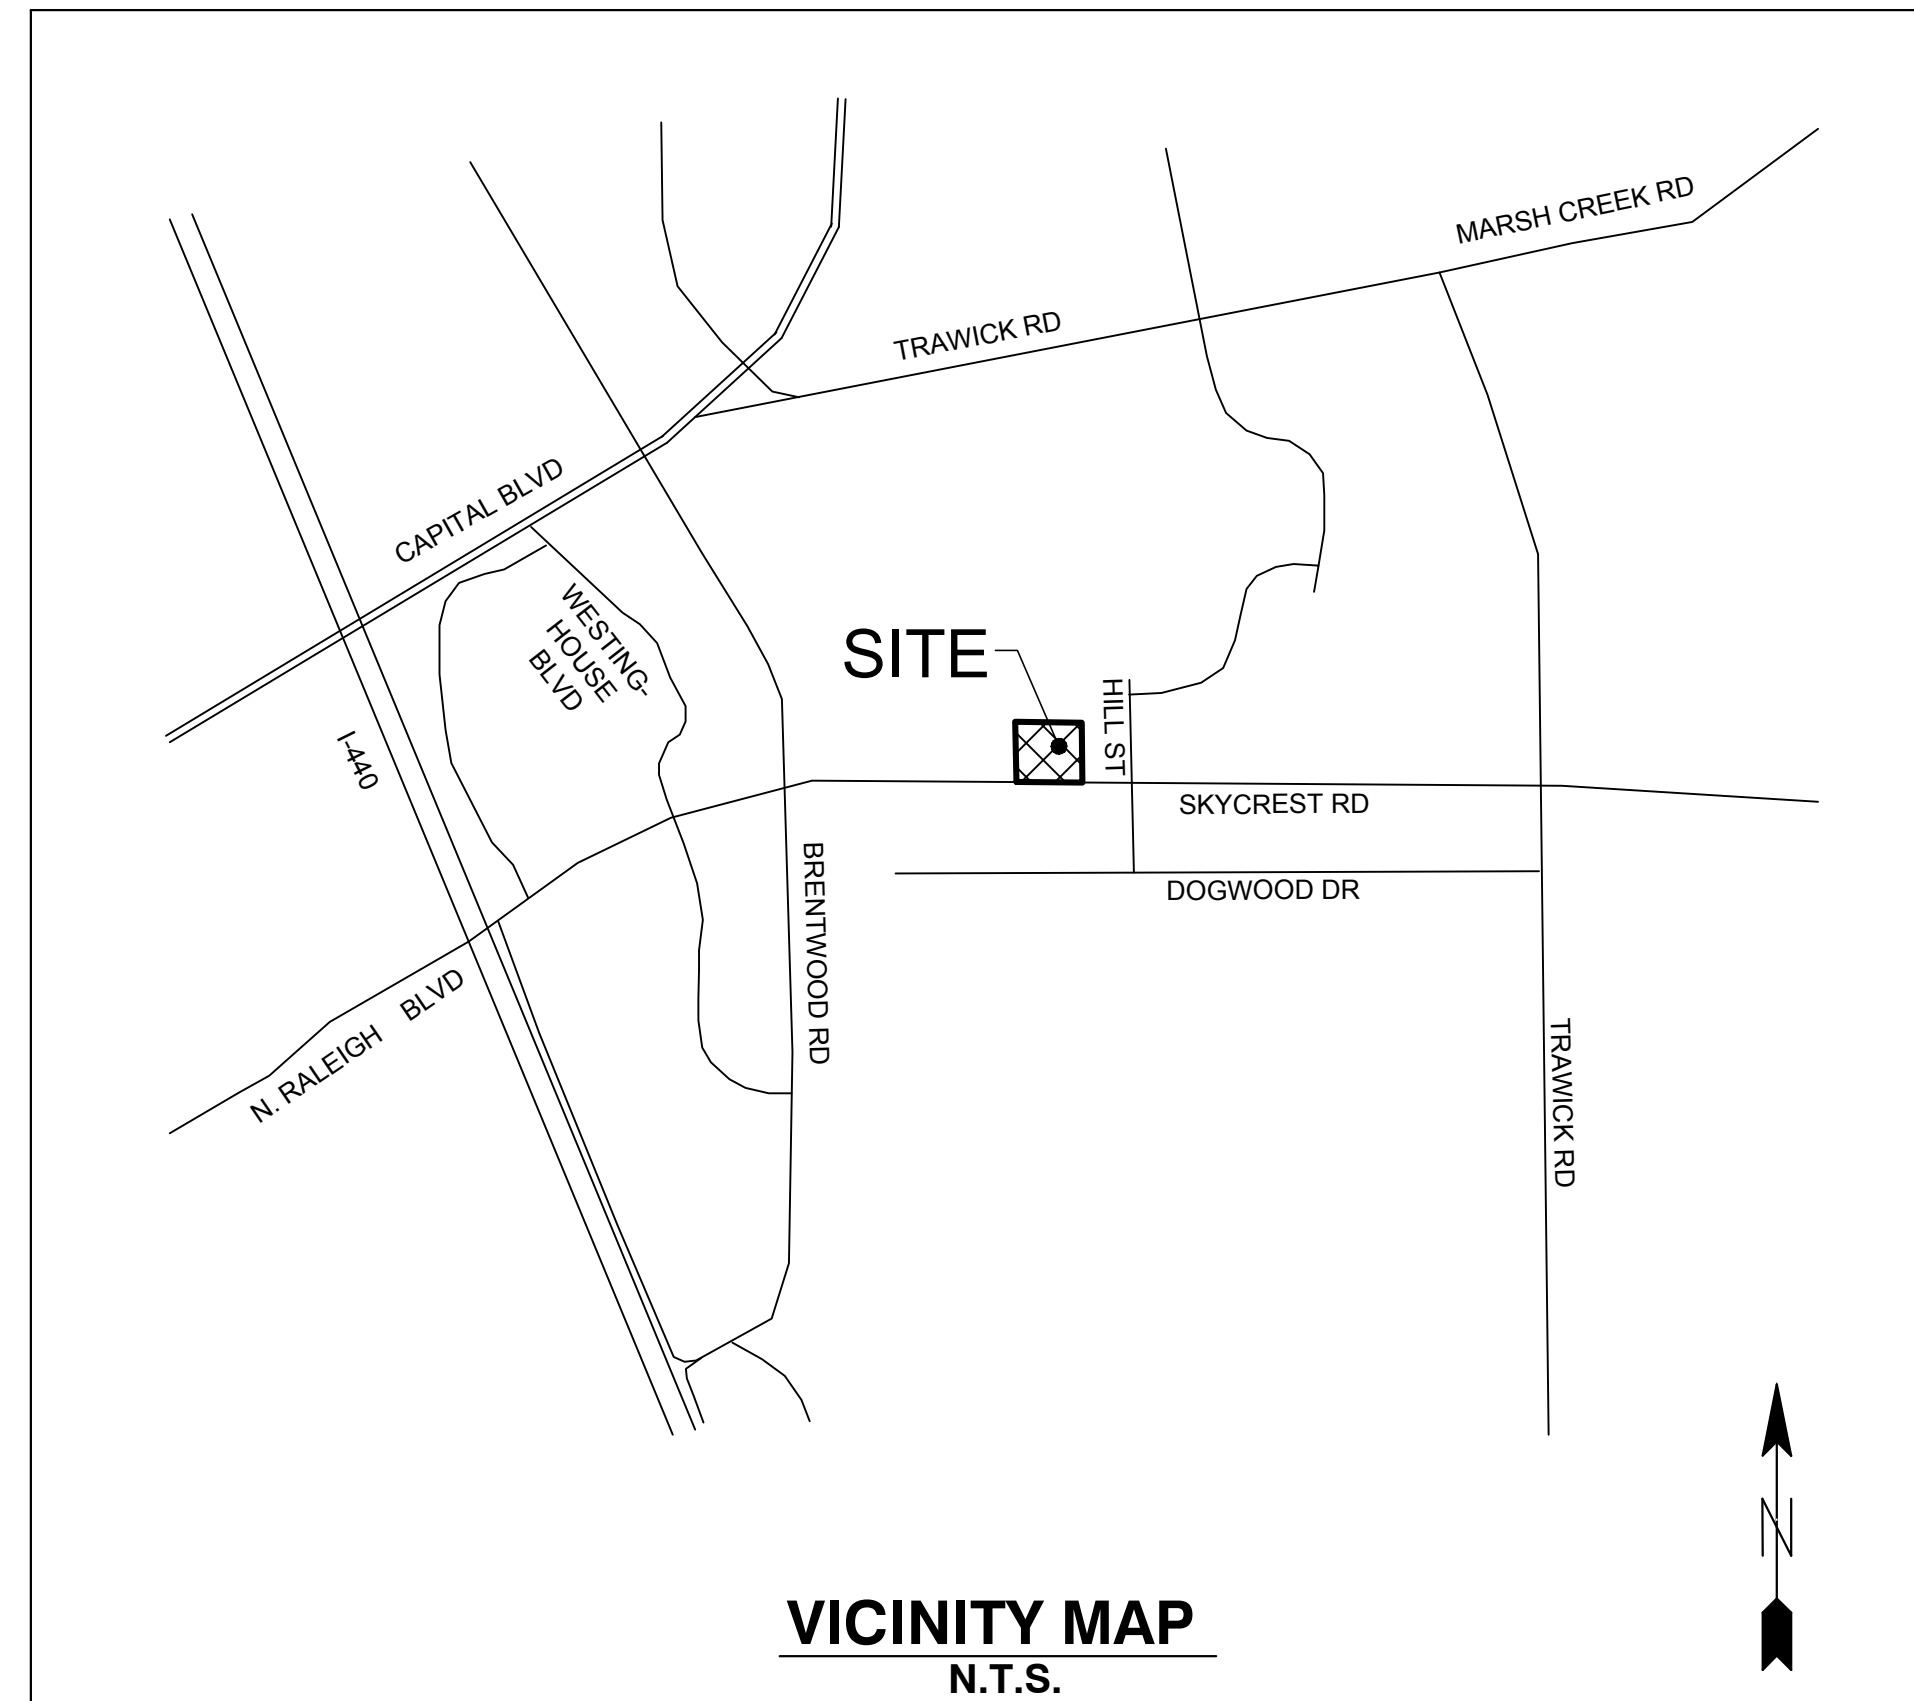 MARSH CREEK RD
TRAWICK RD
CAPITAL BLVD
WESTING-
HOUSE
BLVD
SITE
HILL ST
I-440
SKYCREST RD
BRENTWOOD RD
DOGWOOD DR
N. RALEIGH BLVD
TRAWICK RD
N
VICINITY MAP
N.T.S.